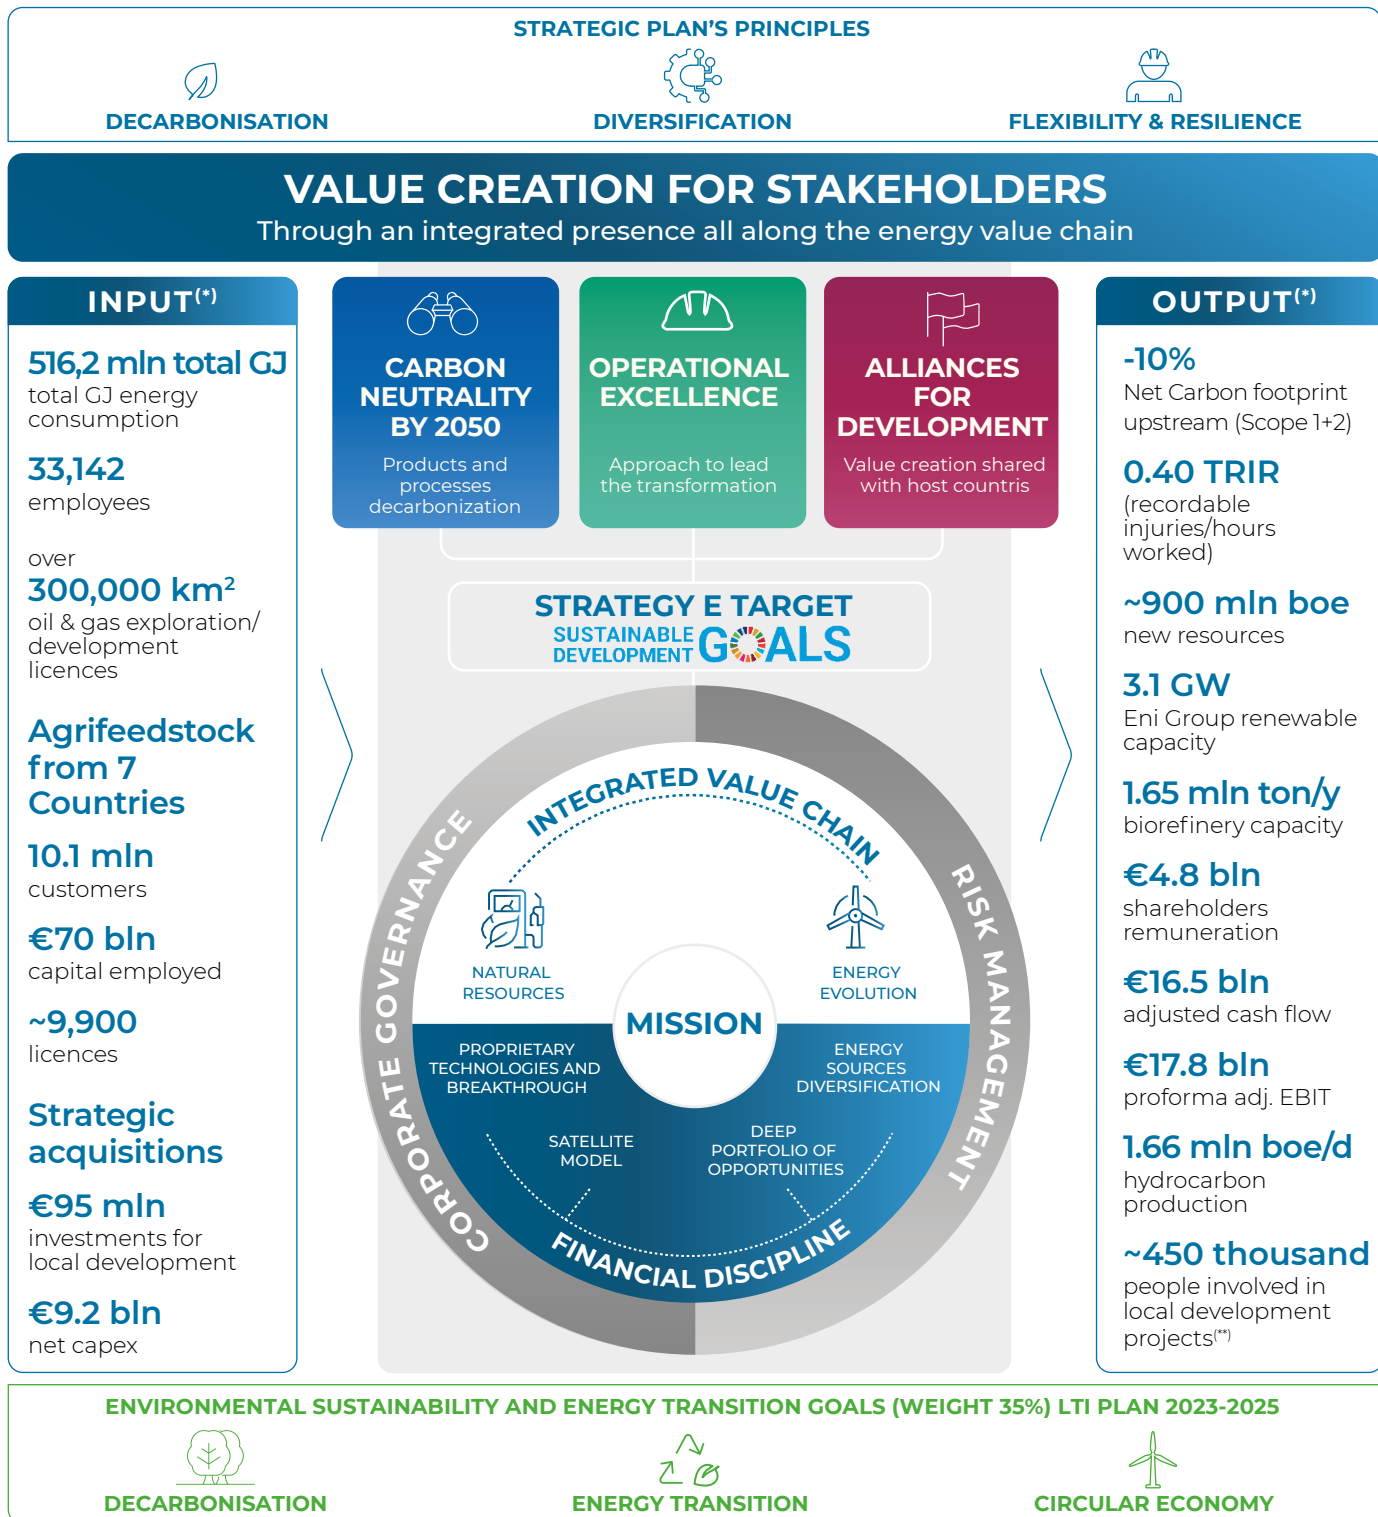 STRATEGIC PLAN'S PRINCIPLES
DECARBONISATION
DIVERSIFICATION
FLEXIBILITY & RESILIENCE
VALUE CREATION FOR STAKEHOLDERS
Through an integrated presence all along the energy value chain
INPUT(*)
516,2 mln total GJ
total GJ energy
consumption
33,142
employees
over
300,000 km²
oil & gas exploration/
development
licences
Agrifeedstock
from 7
Countries
10.1 mln
customers
€70 bln
capital employed
~9,900
licences
Strategic
acquisitions
€95 mln
investments for
local development
€9.2 bln
net capex
CARBON
NEUTRALITY
BY 2050
Products and
processes
decarbonization
OPERATIONAL
EXCELLENCE
Approach to lead
the transformation
ALLIANCES
FOR
DEVELOPMENT
Value creation shared
with host countris
STRATEGY E TARGET
SUSTAINABLE
DEVELOPMENT
GOALS
CORPORATE GOVERNANCE
RISK MANAGEMENT
INTEGRATED VALUE CHAIN
NATURAL
RESOURCES
ENERGY
EVOLUTION
MISSION
PROPRIETARY
TECHNOLOGIES AND
BREAKTHROUGH
ENERGY
SOURCES
DIVERSIFICATION
SATELLITE
MODEL
DEEP
PORTFOLIO OF
OPPORTUNITIES
FINANCIAL DISCIPLINE
OUTPUT(*)
-10%
Net Carbon footprint
upstream (Scope 1+2)
0.40 TRIR
(recordable
injuries/hours
worked)
~900 mln boe
new resources
3.1 GW
Eni Group renewable
capacity
1.65 mln ton/y
biorefinery capacity
€4.8 bln
shareholders
remuneration
€16.5 bln
adjusted cash flow
€17.8 bln
proforma adj. EBIT
1.66 mln boe/d
hydrocarbon
production
~450 thousand
people involved in
local development
projects(**)
ENVIRONMENTAL SUSTAINABILITY AND ENERGY TRANSITION GOALS (WEIGHT 35%) LTI PLAN 2023-2025
DECARBONISATION
ENERGY TRANSITION
CIRCULAR ECONOMY